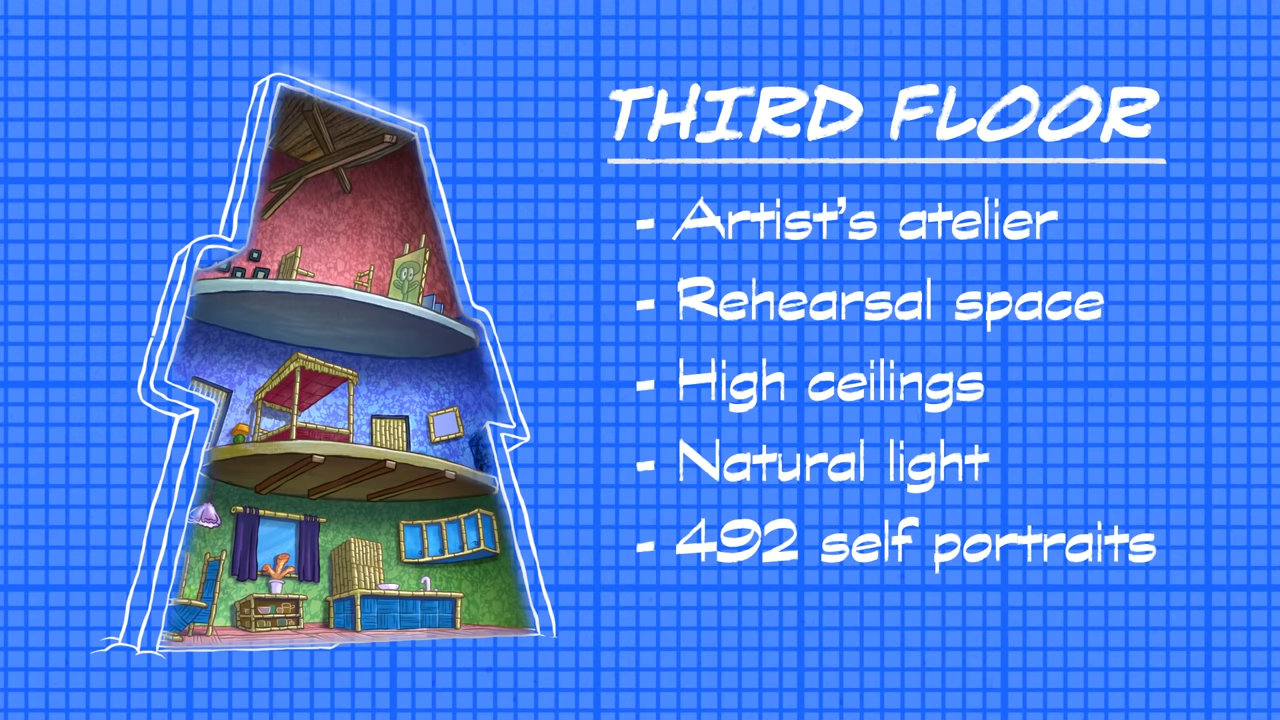 THIRD FLOOR
- Artist's atelier
- Rehearsal space
- High ceilings
- Natural light
- 492 self portraits